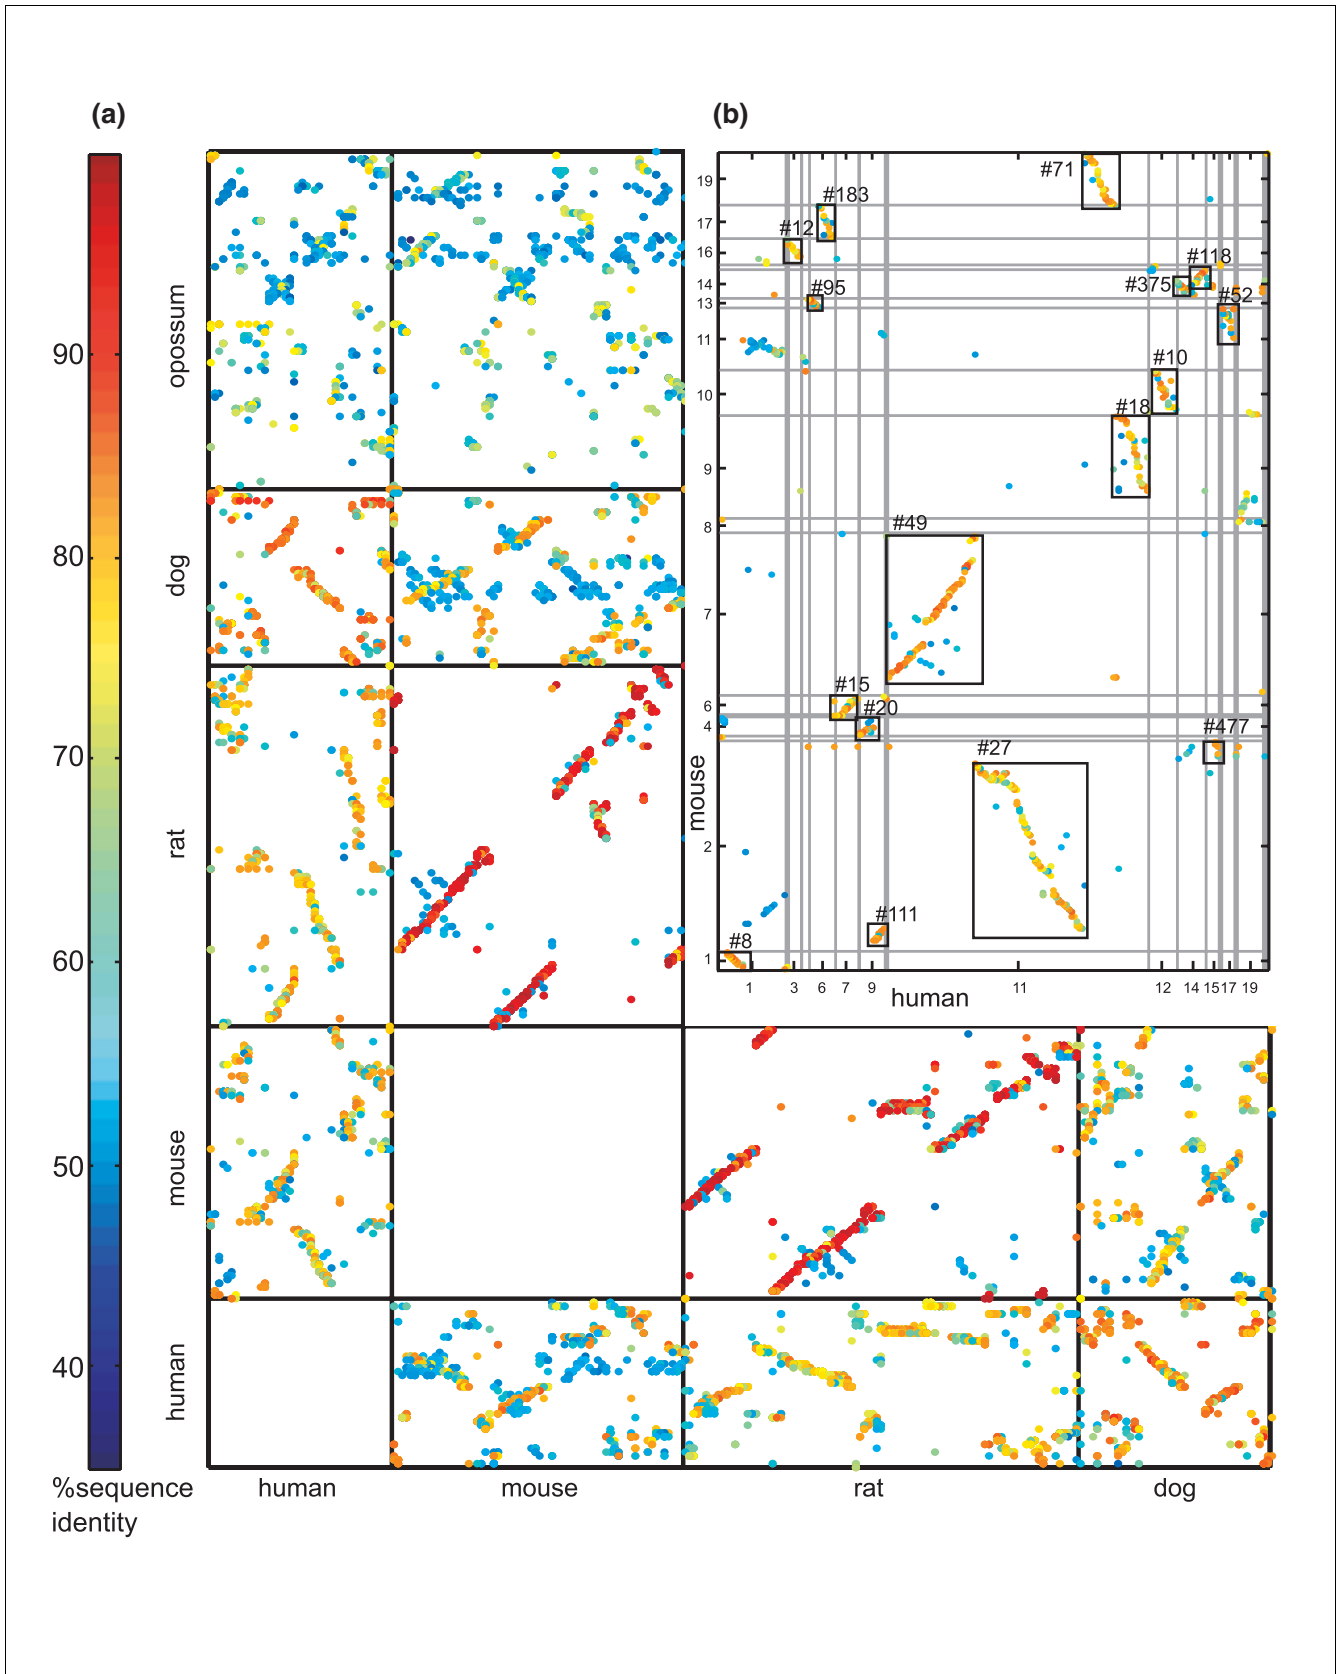 (a)
(b)
90
80
70
60
50
40
%sequence
identity
opossum
dog
rat
mouse
human
human
mouse
rat
dog
19
17
16
14
13
11
10
9
8
7
6
4
2
1
mouse
#71
#183
#12
#118
#375
#95
#52
#10
#18
#49
#15
#20
#477
#27
#111
#8
1 3 6 7 9 11 12 14 15 17 19
human